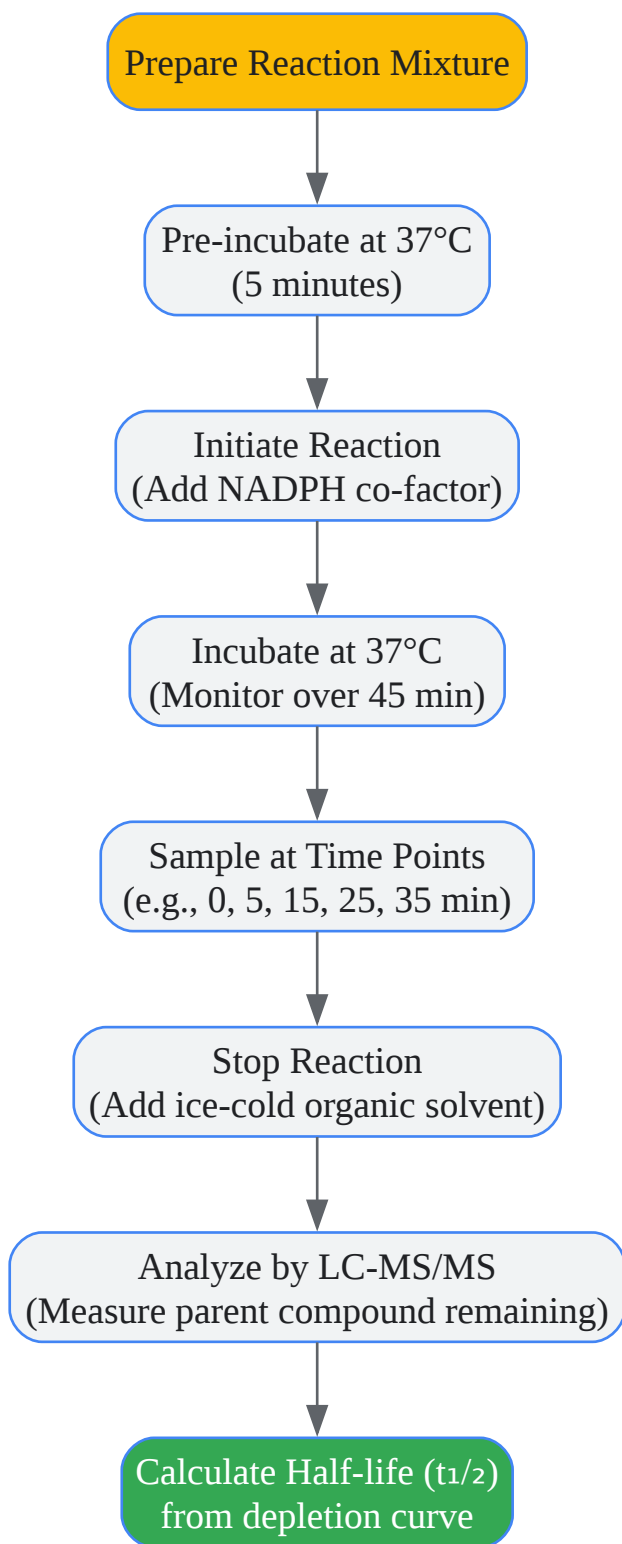 Prepare Reaction Mixture
Pre-incubate at 37°C
(5 minutes)
Initiate Reaction
(Add NADPH co-factor)
Incubate at 37°C
(Monitor over 45 min)
Sample at Time Points
(e.g., 0, 5, 15, 25, 35 min)
Stop Reaction
(Add ice-cold organic solvent)
Analyze by LC-MS/MS
(Measure parent compound remaining)
Calculate Half-life (t₁/₂)
from depletion curve